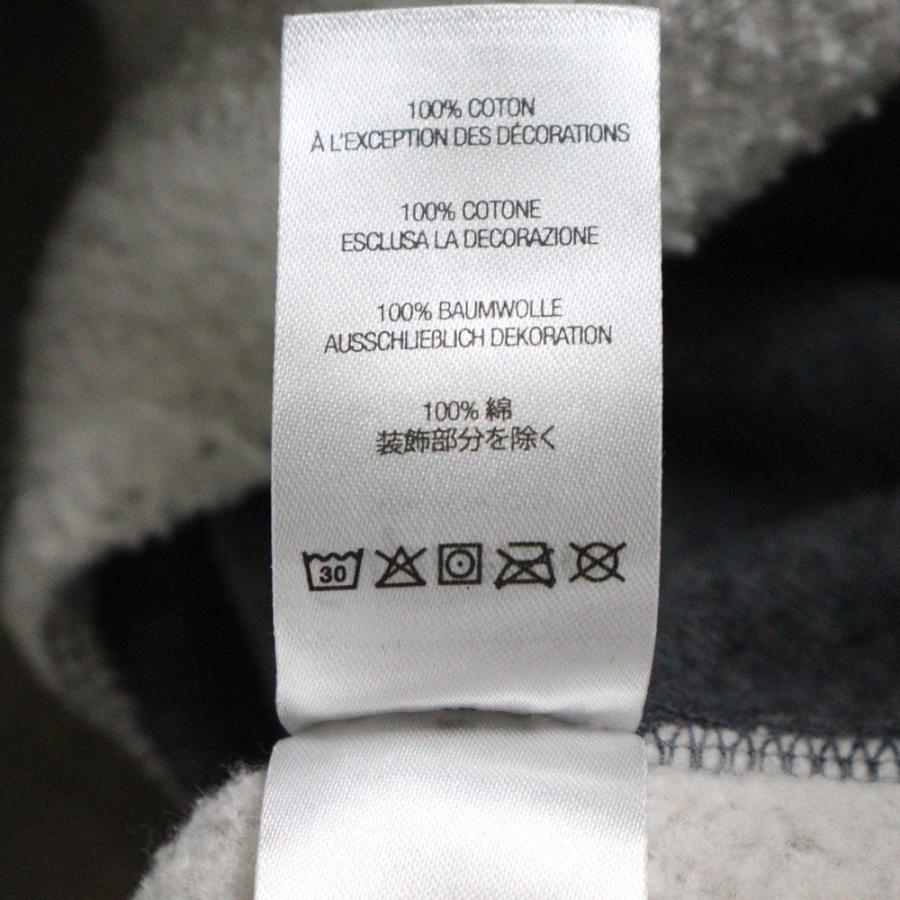 100% COTON
À L'EXCEPTION DES DÉCORATIONS
100% COTONE
ESCLUSA LA DECORAZIONE
100% BAUMWOLLE
AUSSCHLIEßLICH DEKORATION
100% 綿
装飾部分を除く
30